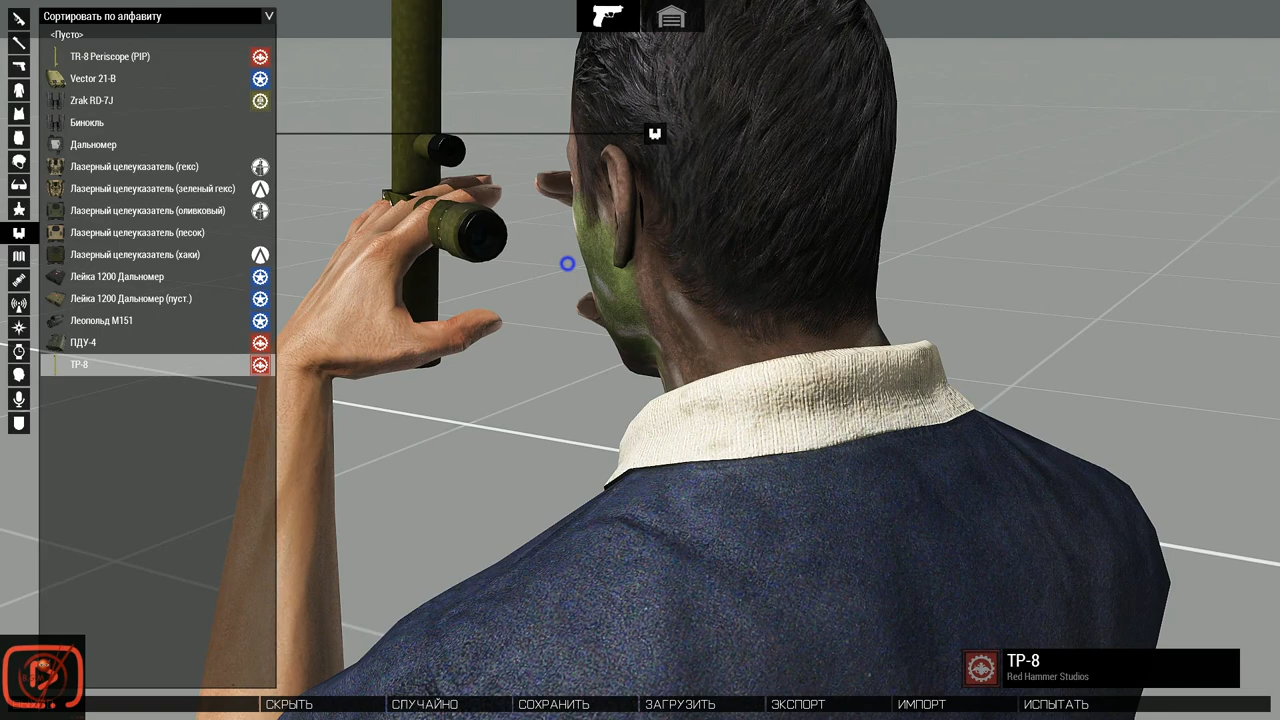 Сортировать по алфавиту
<Пусто>
TR-8 Periscope (PIP)
Vector 21-B
Zrak RD-7J
Бинокль
Дальномер
Лазерный целеуказатель (гекс)
Лазерный целеуказатель (зеленый гекс)
Лазерный целеуказатель (оливковый)
Лазерный целеуказатель (песок)
Лазерный целеуказатель (хаки)
Лейка 1200 Дальномер
Лейка 1200 Дальномер (пуст.)
Леопольд M151
ПДУ-4
ТР-8
ТР-8
Red Hammer Studios
СКРЫТЬ СЛУЧАЙНО СОХРАНИТЬ ЗАГРУЗИТЬ ЭКСПОРТ ИМПОРТ ИСПЫТАТЬ